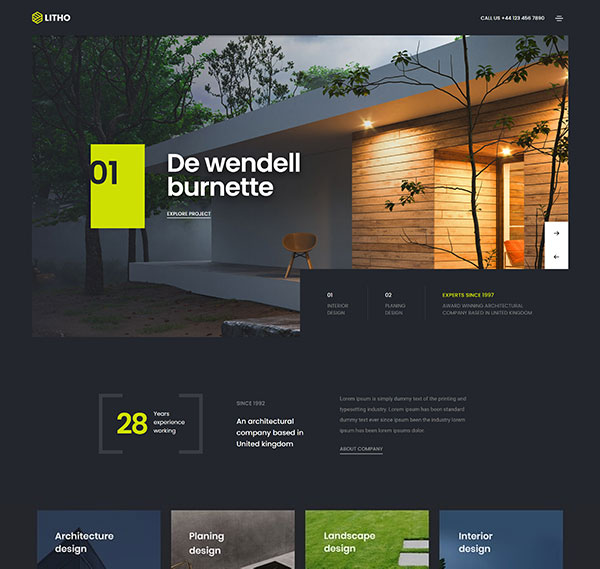 LITHO
CALL US +44 123 456 7890
01
De wendell
burnette
EXPLORE PROJECT
01
INTERIOR
DESIGN
02
PLANING
DESIGN
EXPERTS SINCE 1997
AWARD WINNING ARCHITECTURAL
COMPANY BASED IN UNITED KINGDOM
28
Years
experience
working
SINCE 1992
An architectural
company based in
United kingdom
Lorem ipsum is simply dummy text of the printing and
typesetting industry. Lorem ipsum has been standard
dummy text ever since been the industry. Lorem
ipsum has been dummy dolor.
ABOUT COMPANY
Architecture
design
Planing
design
Landscape
design
Interior
design